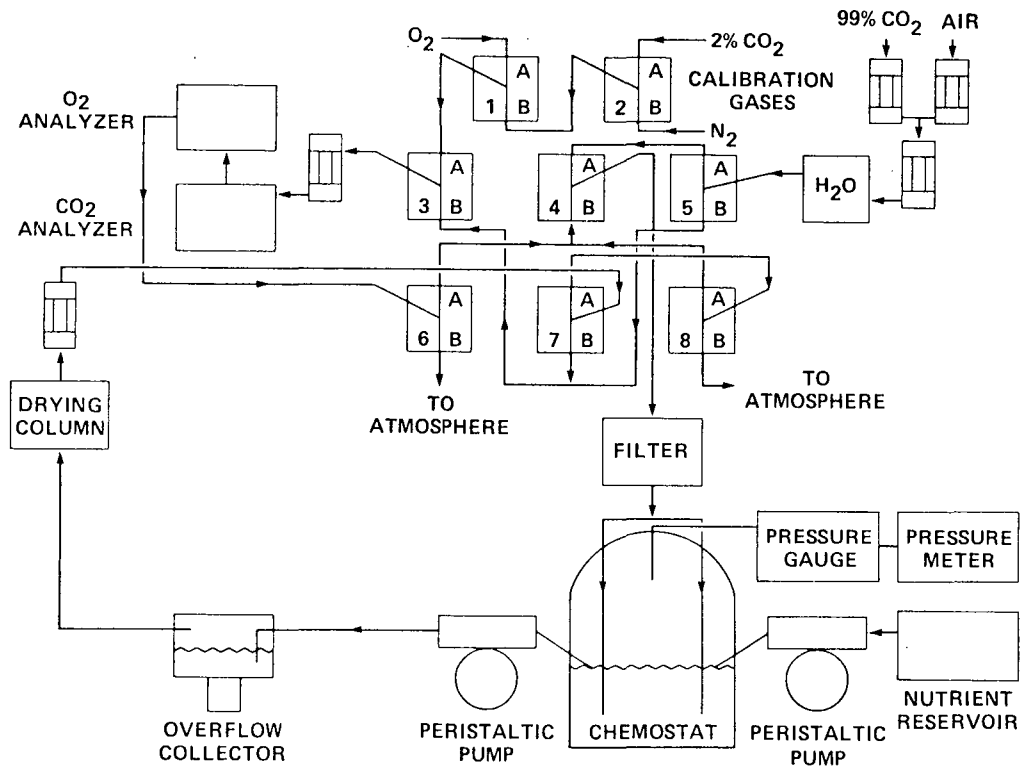 99% CO2 AIR
O2
2% CO2
CALIBRATION
GASES
N2
A
1
B
A
2
B
O2
ANALYZER
CO2
ANALYZER
A
3
B
A
4
B
A
5
B
H2O
A
6
B
A
7
B
A
8
B
TO
ATMOSPHERE
TO
ATMOSPHERE
DRYING
COLUMN
FILTER
PRESSURE
GAUGE
PRESSURE
METER
OVERFLOW
COLLECTOR
PERISTALTIC
PUMP
CHEMOSTAT
PERISTALTIC
PUMP
NUTRIENT
RESERVOIR